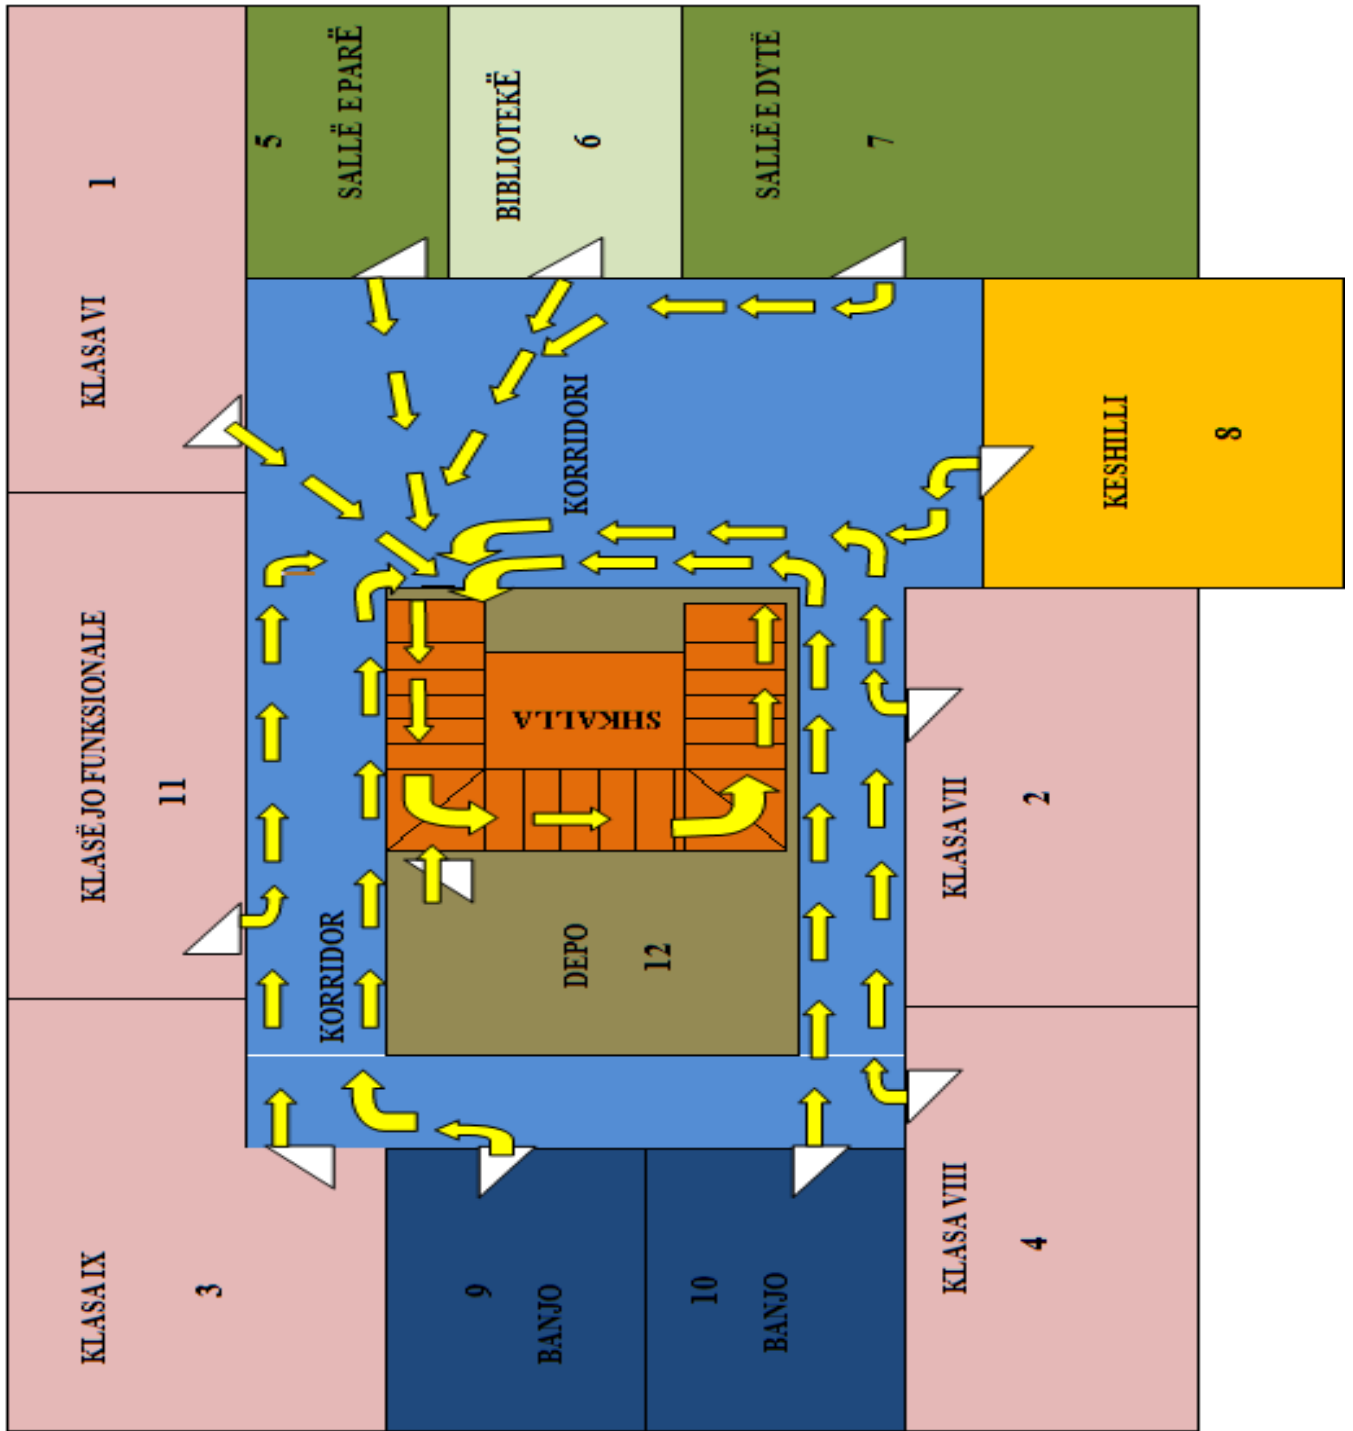 KLASA VI
1
SALLË E PARË
5
BIBLIOTEKË
6
SALLË E DYTË
7
KLASË JO FUNKSIONALE
11
KORRIDORI
KESHILLI
8
SHKALLA
KORRIDOR
DEPO
12
KLASA VII
2
KLASA IX
3
9
BANJO
10
BANJO
KLASA VIII
4